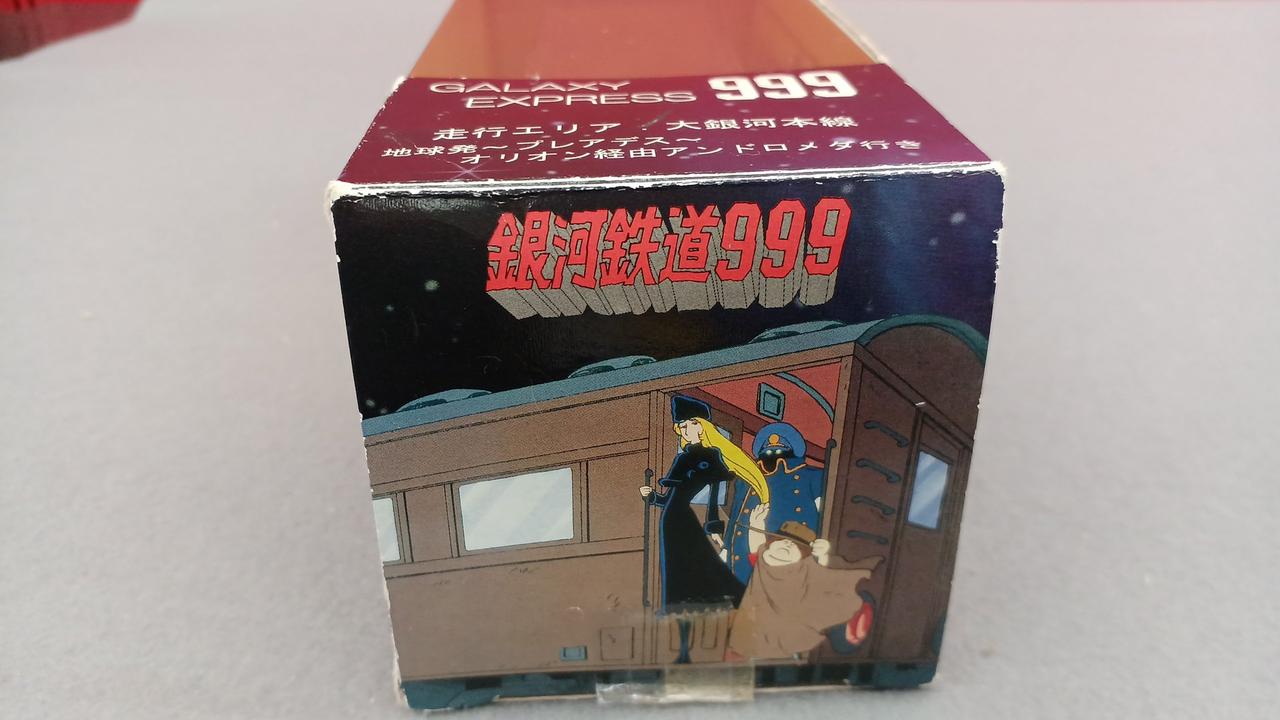 GALAXY
EXPRESS 999
走行エリア・大銀河本線
地球発～プレアデス～
オリオン経由アンドロメダ行き
銀河鉄道999